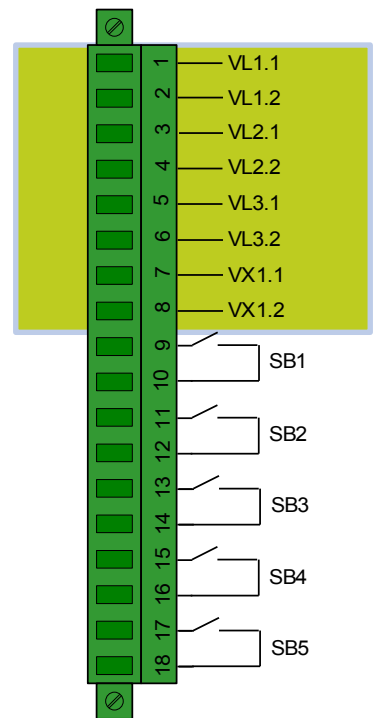 1 VL1.1
2 VL1.2
3 VL2.1
4 VL2.2
5 VL3.1
6 VL3.2
7 VX1.1
8 VX1.2
9
SB1
10
11
SB2
12
13
SB3
14
15
SB4
16
17
SB5
18